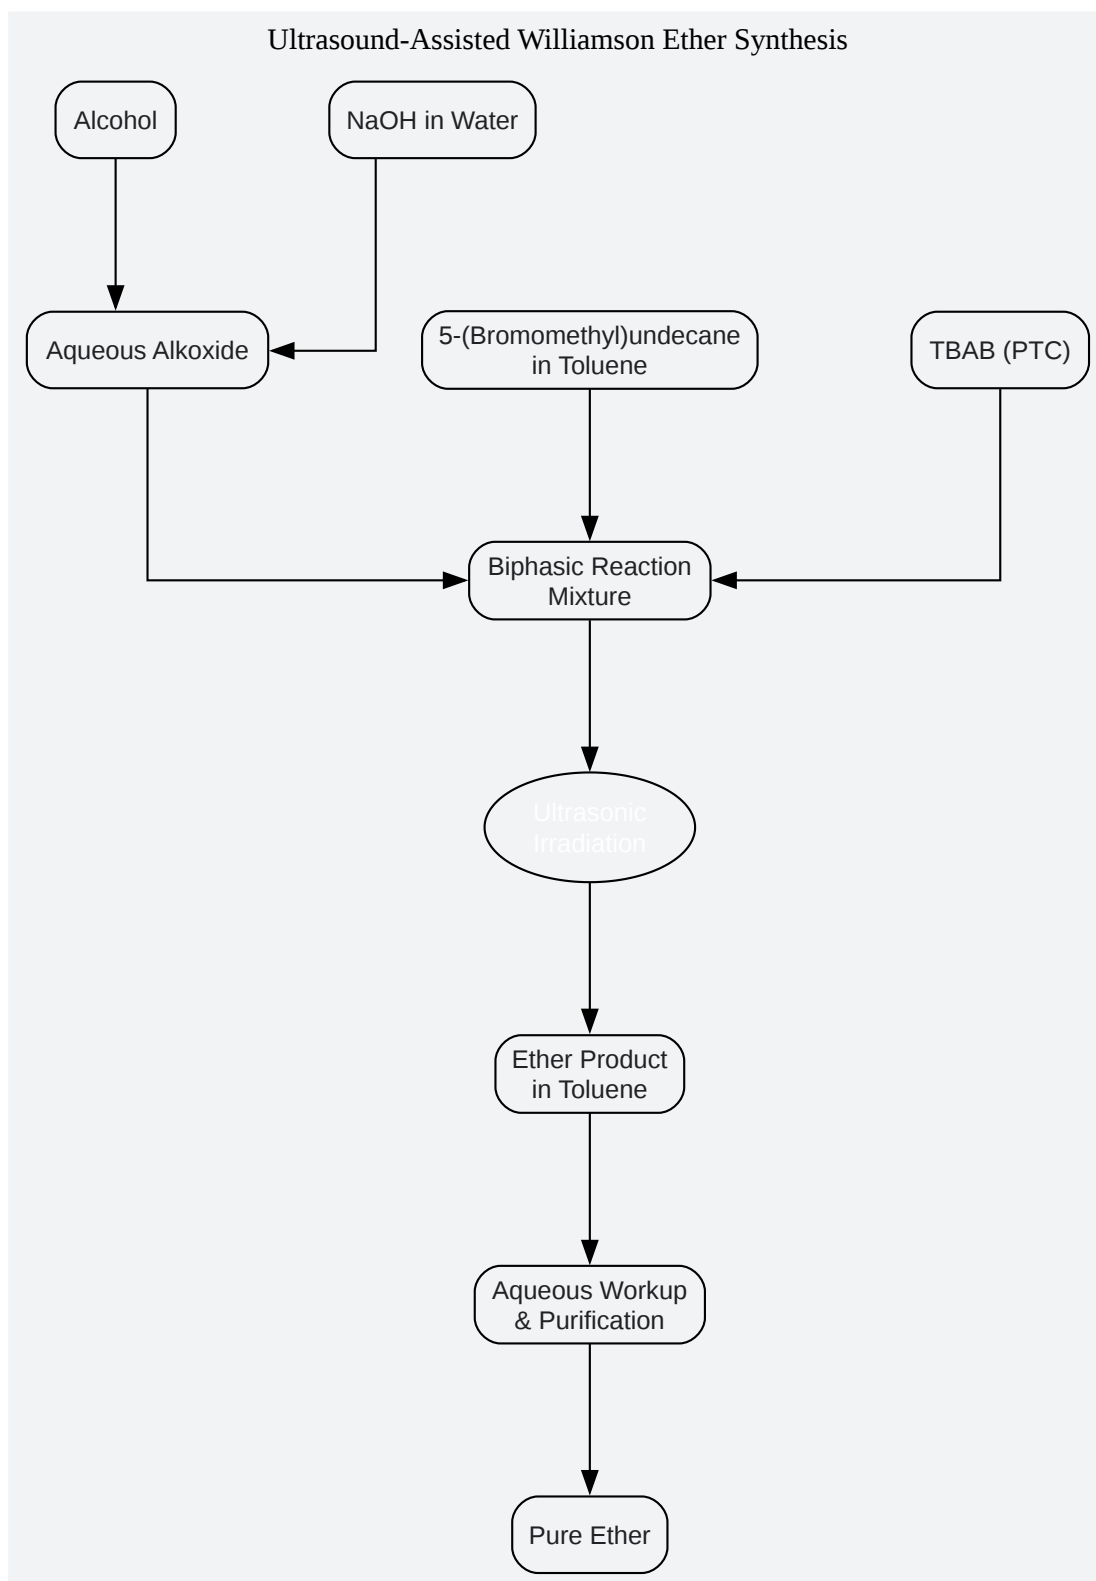 Ultrasound-Assisted Williamson Ether Synthesis
Alcohol
NaOH in Water
Aqueous Alkoxide
5-(Bromomethyl)undecane
in Toluene
TBAB (PTC)
Biphasic Reaction
Mixture
Ultrasonic
Irradiation
Ether Product
in Toluene
Aqueous Workup
& Purification
Pure Ether